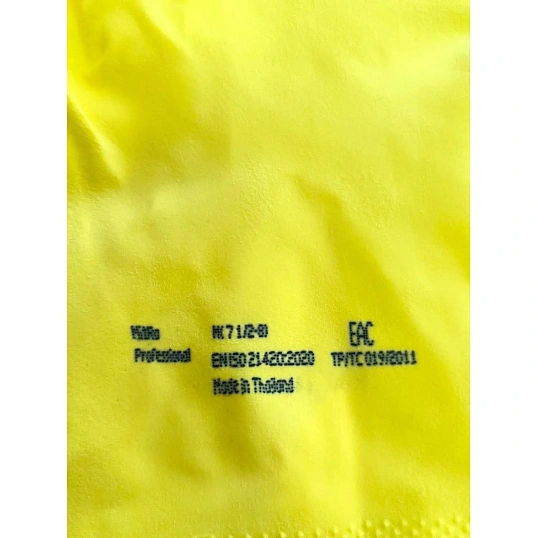 Professional
M(7 1/2-8)
EN ISO 21420:2020
Made in Thailand
EAC
TP/TC 019/2011